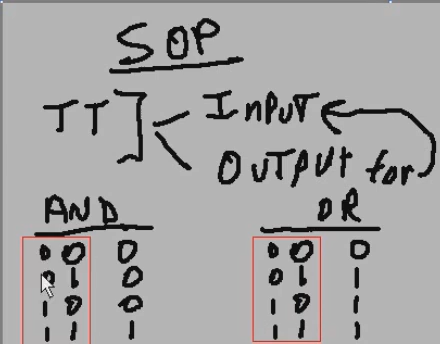 SOP
TT] INPUT
OUTPUT for
AND OR
0 0 0 0 0 0
0 1 0 0 1 1
1 0 0 1 0 1
1 1 1 1 1 1